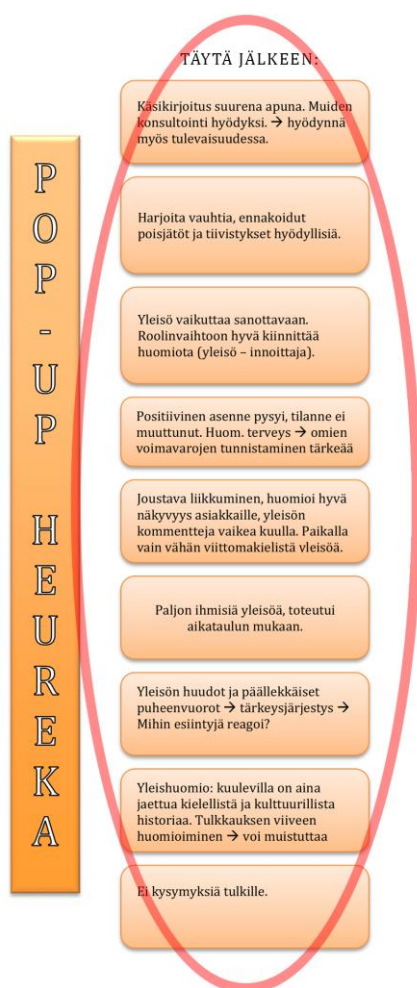 TÄYTÄ JÄLKEEN:
POP-UP HEUREKA
Käsikirjoitus suurena apuna. Muiden
konsultointi hyödyksi. → hyödynnä
myös tulevaisuudessa.
Harjoita vauhtia, ennakoidut
poisjätöt ja tiivistykset hyödyllisiä.
Yleisö vaikuttaa sanottavaan.
Roolinvaihtoon hyvä kiinnittää
huomiota (yleisö – innoittaja).
Positiivinen asenne pysyi, tilanne ei
muuttunut. Huom. terveys → omien
voimavarojen tunnistaminen tärkeää
Joustava liikkuminen, huomioi hyvä
näkyvyys asiakkaille, yleisön
kommentteja vaikea kuulla. Paikalla
vain vähän viittomakielistä yleisöä.
Paljon ihmisiä yleisöä, toteutui
aikataulun mukaan.
Yleisön huudot ja päällekkäiset
puheenvuorot → tärkeysjärjestys →
Mihin esiintyjä reagoi?
Yleishuomio: kuulevilla on aina
jaettua kielellistä ja kulttuurillista
historiaa. Tulkkauksen viiveen
huomioiminen → voi muistuttaa
Ei kysymyksiä tulkille.